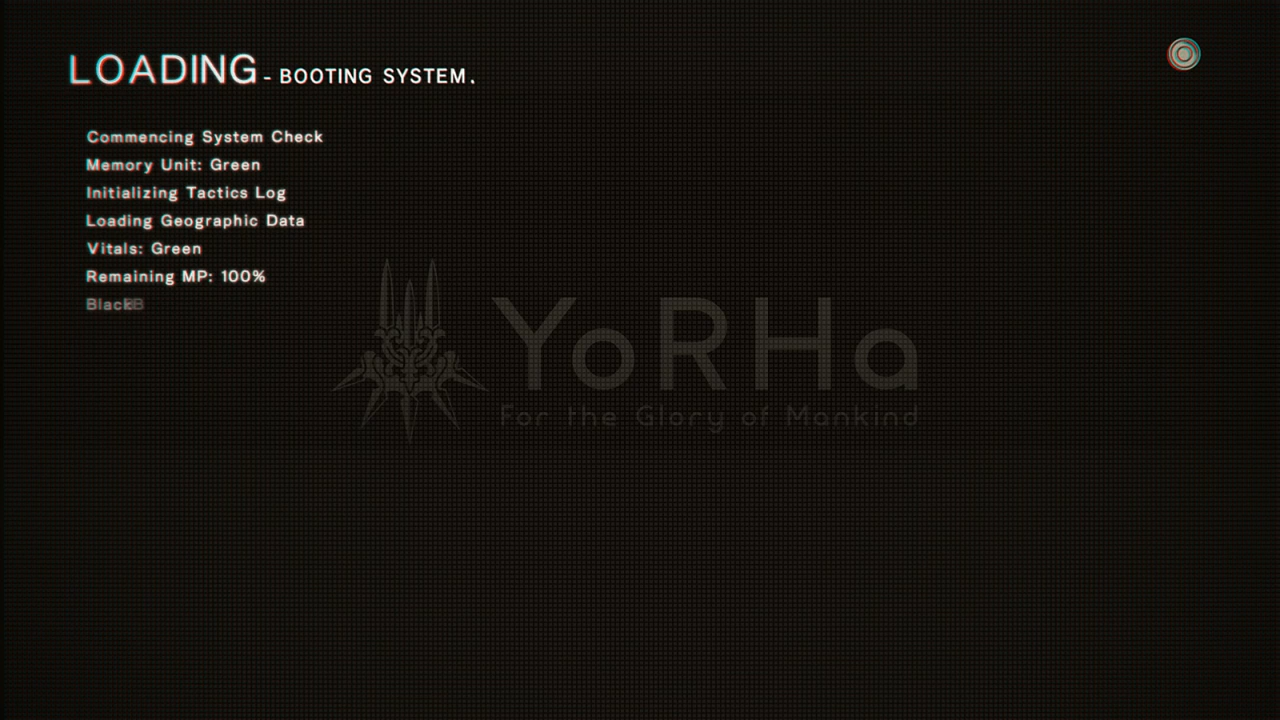 LOADING - BOOTING SYSTEM.
Commencing System Check
Memory Unit: Green
Initializing Tactics Log
Loading Geographic Data
Vitals: Green
Remaining MP: 100%
YoRHa
For the Glory of Mankind